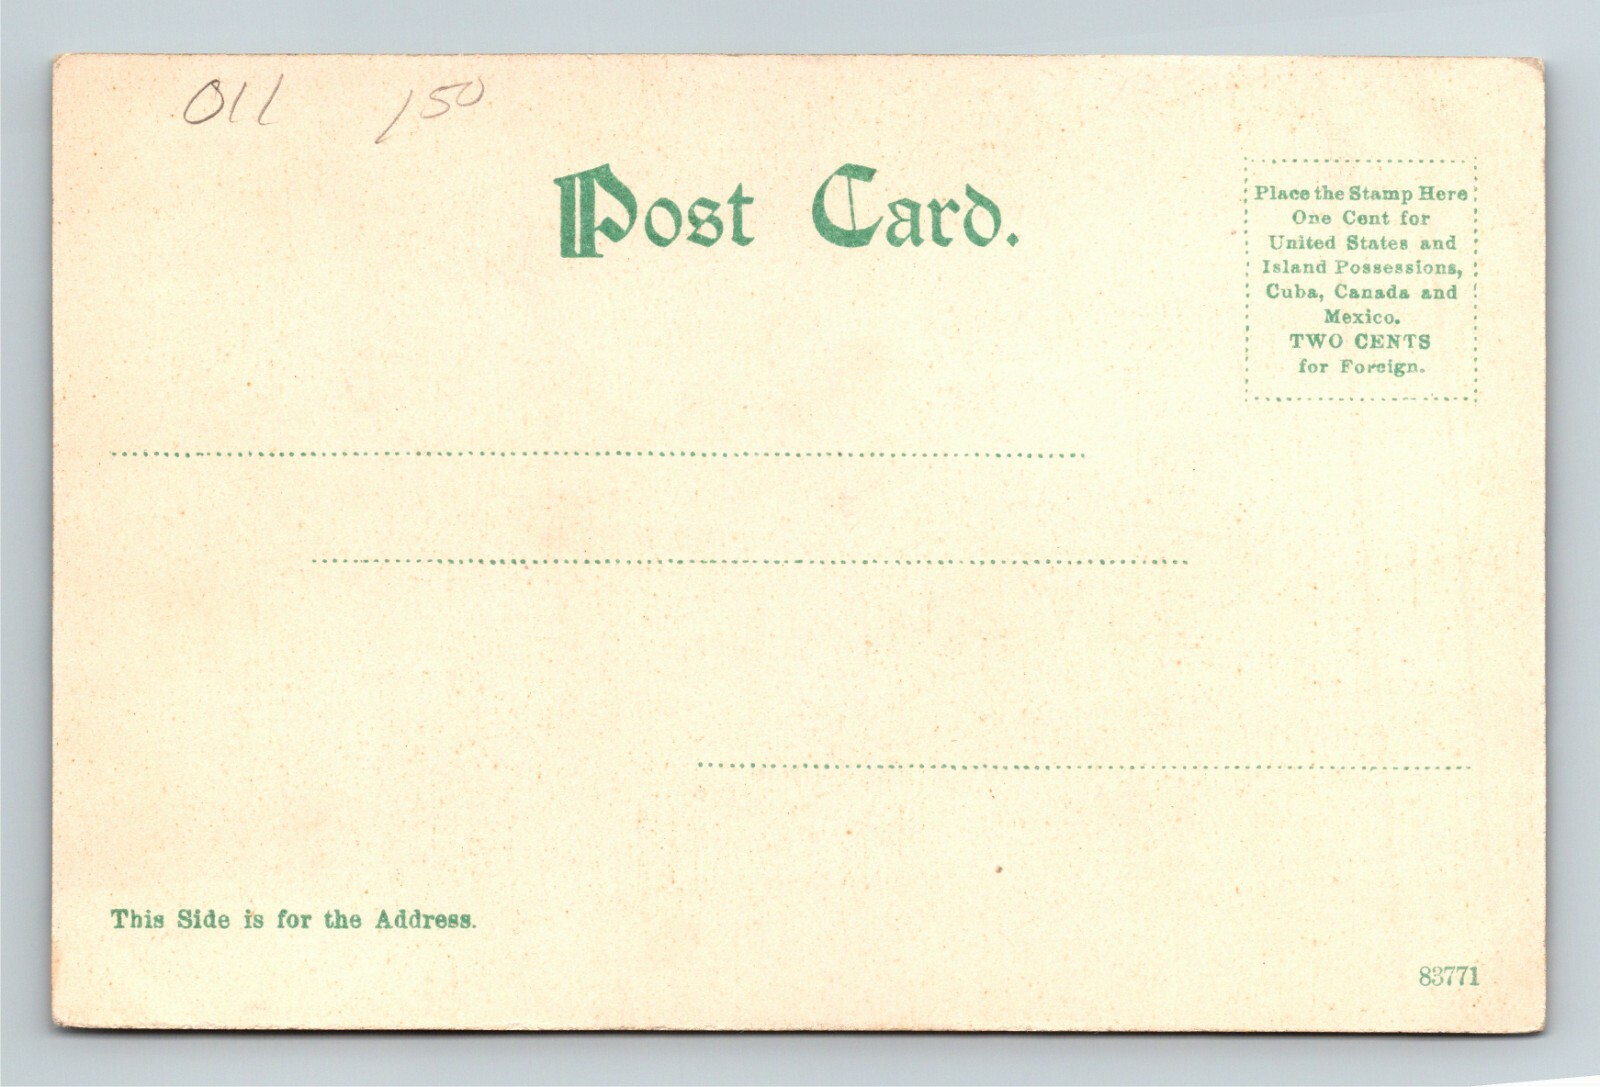 011 150
Post Card.
Place the Stamp Here
One Cent for
United States and
Island Possessions,
Cuba, Canada and
Mexico.
TWO CENTS
for Foreign.
This Side is for the Address.
83771